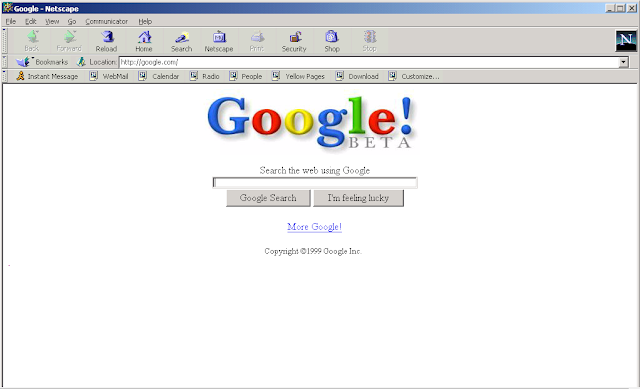 Google - Netscape
File Edit View Go Communicator Help
Back Forward Reload Home Search Netscape Print Security Shop Stop
N
Bookmarks Location: http://google.com/
Instant Message WebMail Calendar Radio People Yellow Pages Download Customize...
Google!
BETA
Search the web using Google
Google Search I'm feeling lucky
More Google!
Copyright ©1999 Google Inc.